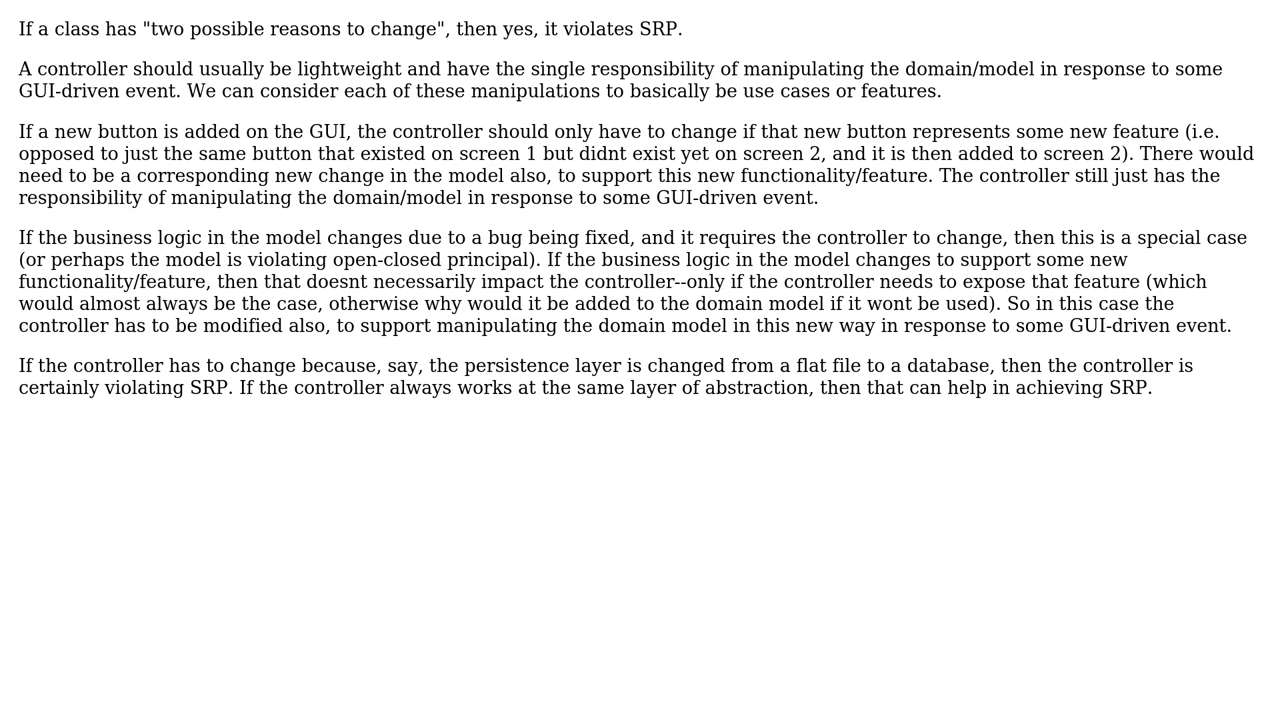 If a class has "two possible reasons to change", then yes, it violates SRP.
A controller should usually be lightweight and have the single responsibility of manipulating the domain/model in response to some
GUI-driven event. We can consider each of these manipulations to basically be use cases or features.
If a new button is added on the GUI, the controller should only have to change if that new button represents some new feature (i.e.
opposed to just the same button that existed on screen 1 but didnt exist yet on screen 2, and it is then added to screen 2). There would
need to be a corresponding new change in the model also, to support this new functionality/feature. The controller still just has the
responsibility of manipulating the domain/model in response to some GUI-driven event.
If the business logic in the model changes due to a bug being fixed, and it requires the controller to change, then this is a special case
(or perhaps the model is violating open-closed principal). If the business logic in the model changes to support some new
functionality/feature, then that doesnt necessarily impact the controller--only if the controller needs to expose that feature (which
would almost always be the case, otherwise why would it be added to the domain model if it wont be used). So in this case the
controller has to be modified also, to support manipulating the domain model in this new way in response to some GUI-driven event.
If the controller has to change because, say, the persistence layer is changed from a flat file to a database, then the controller is
certainly violating SRP. If the controller always works at the same layer of abstraction, then that can help in achieving SRP.